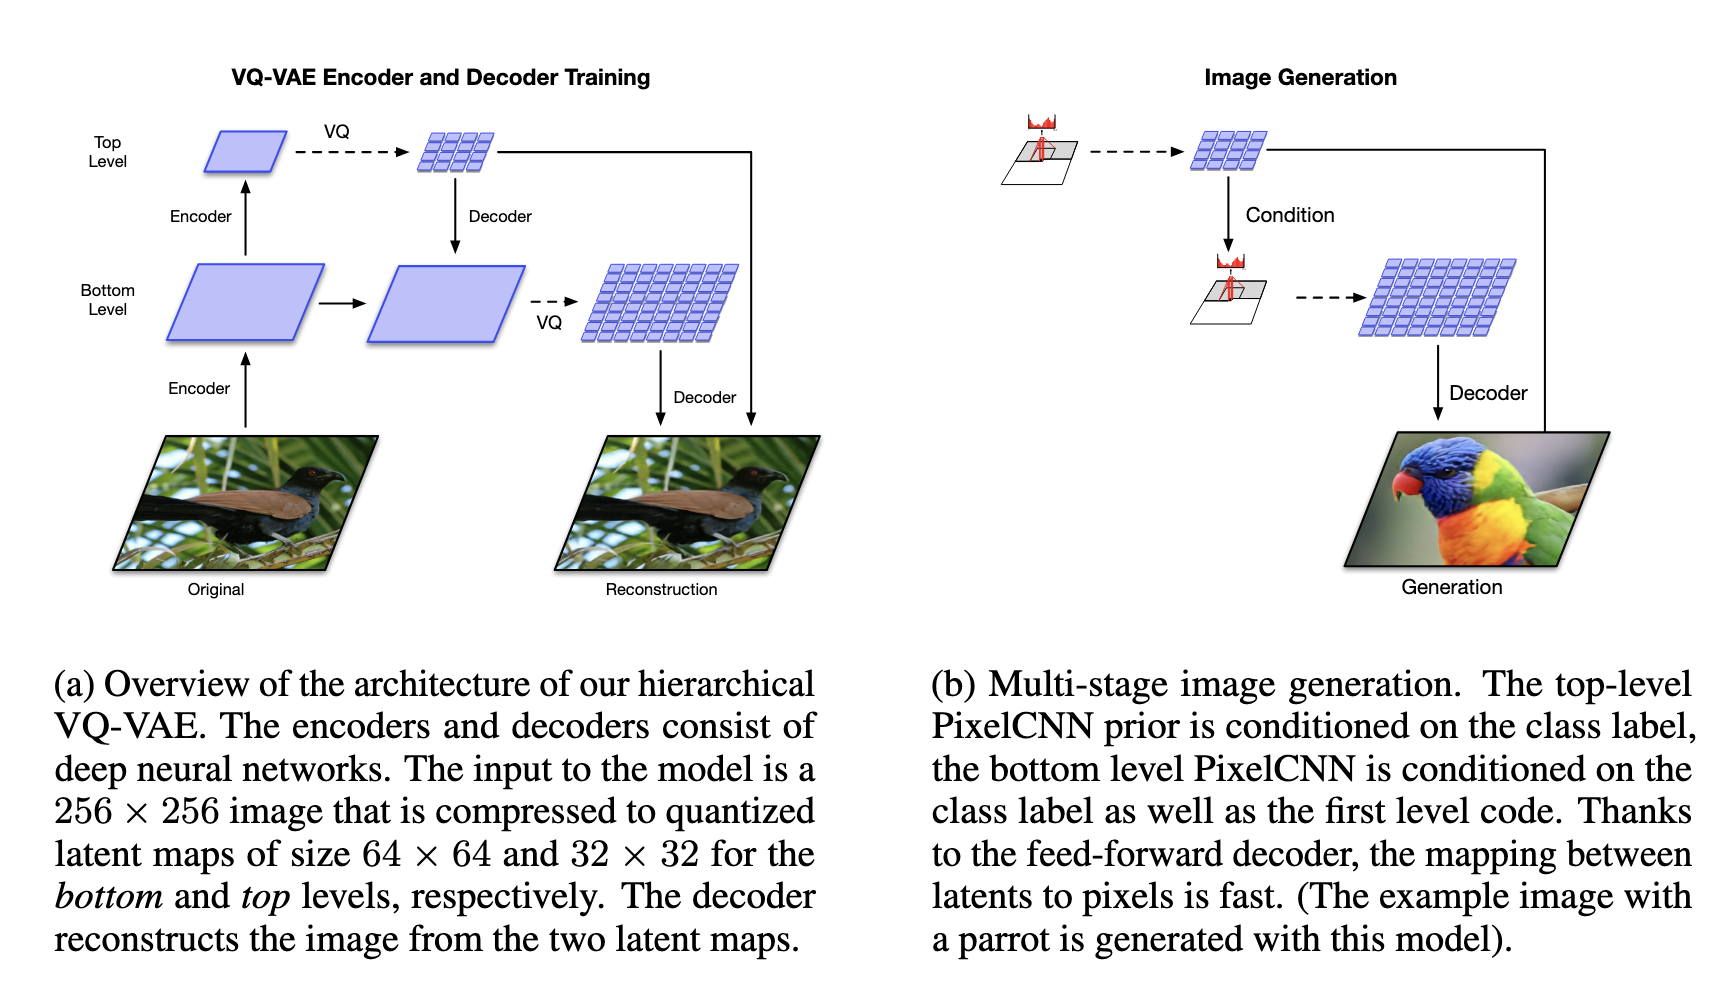 VQ-VAE Encoder and Decoder Training
Top
Level
VQ
Encoder
Decoder
Bottom
Level
VQ
Encoder
Decoder
Original
Reconstruction
Image Generation
Condition
Decoder
Generation
(a) Overview of the architecture of our hierarchical
VQ-VAE. The encoders and decoders consist of
deep neural networks. The input to the model is a
256 × 256 image that is compressed to quantized
latent maps of size 64 × 64 and 32 × 32 for the
bottom and top levels, respectively. The decoder
reconstructs the image from the two latent maps.
(b) Multi-stage image generation. The top-level
PixelCNN prior is conditioned on the class label,
the bottom level PixelCNN is conditioned on the
class label as well as the first level code. Thanks
to the feed-forward decoder, the mapping between
latents to pixels is fast. (The example image with
a parrot is generated with this model).